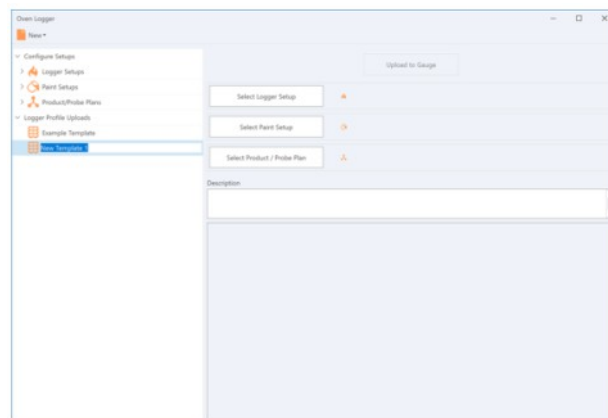 Oven Logger
New
Configure Setups
Logger Setups
Paint Setups
Product/Probe Plans
Logger Profile Uploads
Example Template
New Template 1
Upload to Gauge
Select Logger Setup
Select Paint Setup
Select Product / Probe Plan
Description